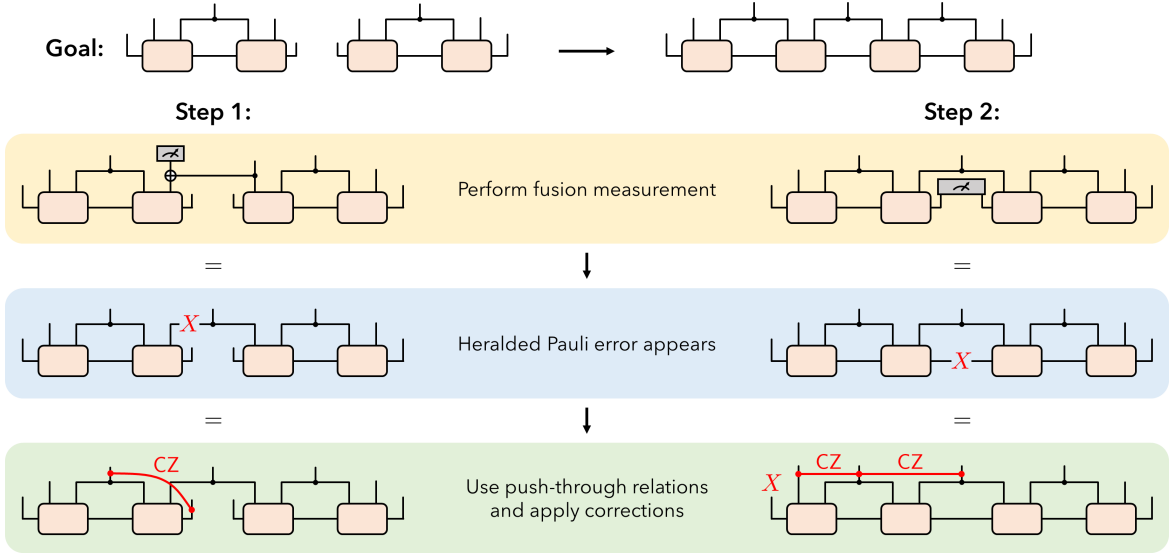 Goal:
Step 1:
Step 2:
Perform fusion measurement
=
=
X
Heralded Pauli error appears
X
=
=
CZ
Use push-through relations
and apply corrections
X
CZ
CZ